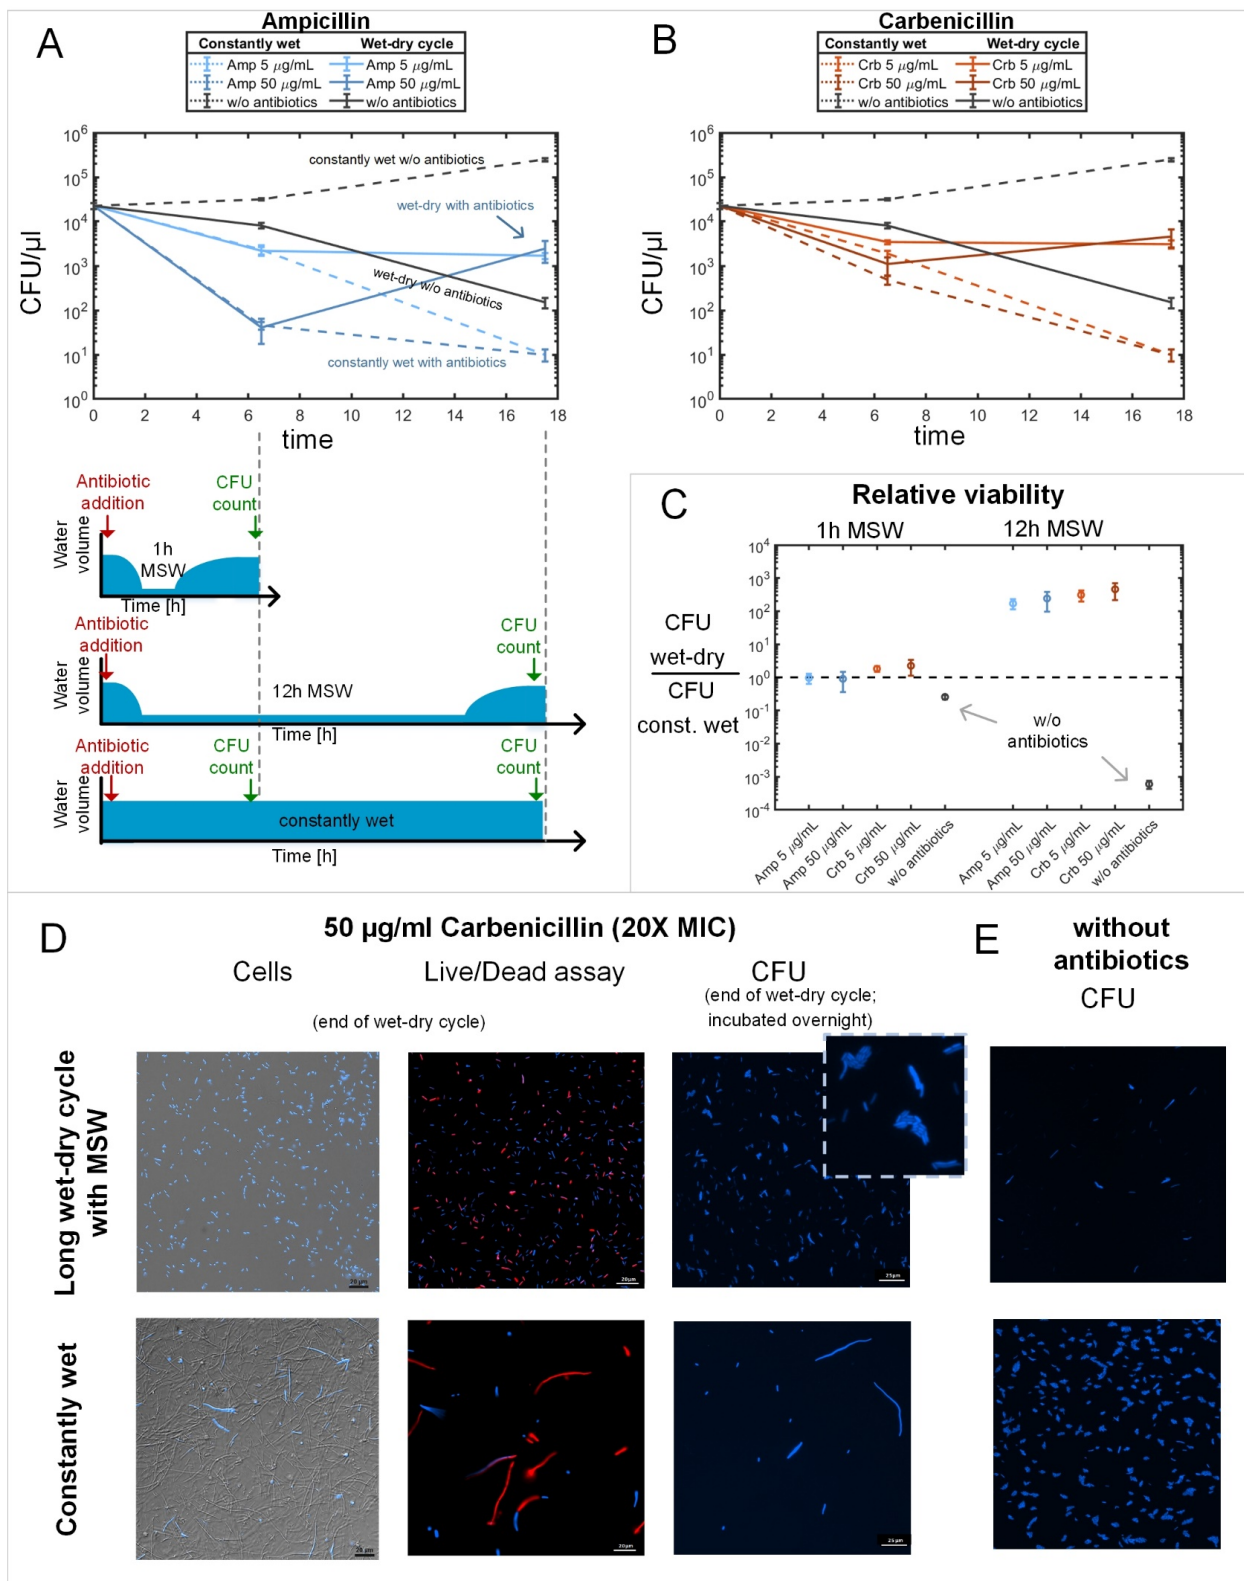 A
Ampicillin
Constantly wet Wet-dry cycle
Amp 5 µg/mL Amp 5 µg/mL
Amp 50 µg/mL Amp 50 µg/mL
w/o antibiotics w/o antibiotics
10^6
10^5
10^4
10^3
10^2
10^1
10^0
CFU/µl
constantly wet w/o antibiotics
wet-dry with antibiotics
wet-dry w/o antibiotics
constantly wet with antibiotics
0 2 4 6 8 10 12 14 16 18
time
Antibiotic
addition
CFU
count
Water
volume
1h
MSW
Time [h]
Antibiotic
addition
CFU
count
Water
volume
12h MSW
Time [h]
Antibiotic
addition
CFU
count
CFU
count
Water
volume
constantly wet
Time [h]
B
Carbenicillin
Constantly wet Wet-dry cycle
Crb 5 µg/mL Crb 5 µg/mL
Crb 50 µg/mL Crb 50 µg/mL
w/o antibiotics w/o antibiotics
10^6
10^5
10^4
10^3
10^2
10^1
10^0
CFU/µl
0 2 4 6 8 10 12 14 16 18
time
C
Relative viability
1h MSW 12h MSW
10^4
10^3
10^2
10^1
10^0
10^-1
10^-2
10^-3
10^-4
CFU
wet-dry
CFU
const. wet
w/o
antibiotics
Amp 5 µg/mL
Amp 50 µg/mL
Crb 5 µg/mL
Crb 50 µg/mL
w/o antibiotics
Amp 5 µg/mL
Amp 50 µg/mL
Crb 5 µg/mL
Crb 50 µg/mL
w/o antibiotics
D
50 µg/ml Carbenicillin (20X MIC)
Cells
Live/Dead assay
(end of wet-dry cycle)
CFU
(end of wet-dry cycle;
incubated overnight)
E
without
antibiotics
CFU
Long wet-dry cycle
with MSW
20 µm
20µm
25µm
Constantly wet
20 µm
20µm
25µm